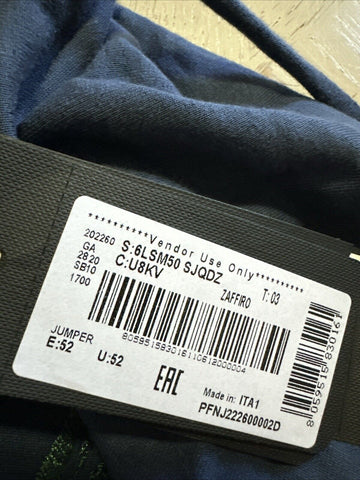 **********Vendor Use Only**********
202260 S:6LSM50 SJQDZ
GA C:U8KV
2820 ZAFFIRO T: 03
SB10
1700
8059515830161
JUMPER
E:52 U:52
EAC
Made in: ITA1
PFNJ222600002D